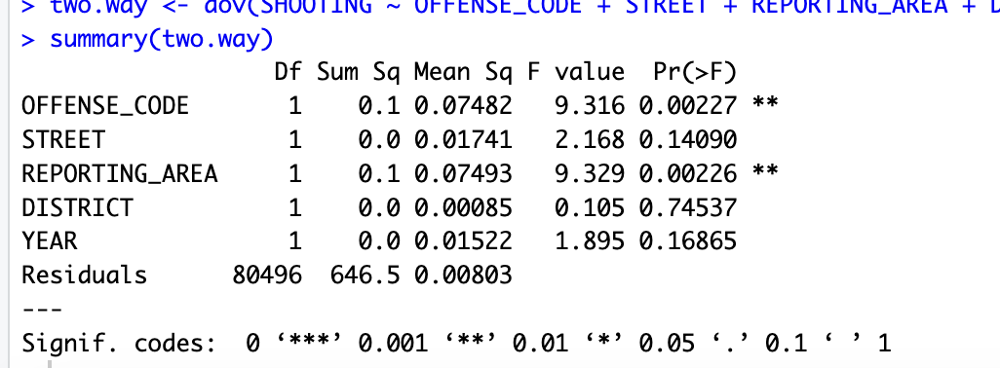 > two.way <- aov(SHOOTING ~ OFFENSE_CODE + STREET + REPORTING_AREA + D
> summary(two.way)
Df Sum Sq Mean Sq F value Pr(>F)
OFFENSE_CODE 1 0.1 0.07482 9.316 0.00227 **
STREET 1 0.0 0.01741 2.168 0.14090
REPORTING_AREA 1 0.1 0.07493 9.329 0.00226 **
DISTRICT 1 0.0 0.00085 0.105 0.74537
YEAR 1 0.0 0.01522 1.895 0.16865
Residuals 80496 646.5 0.00803
---
Signif. codes: 0 ‘***’ 0.001 ‘**’ 0.01 ‘*’ 0.05 ‘.’ 0.1 ‘ ’ 1